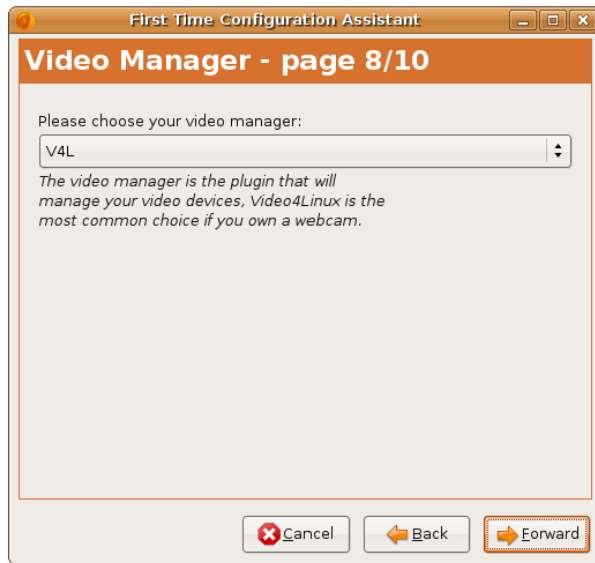 First Time Configuration Assistant
Video Manager - page 8/10
Please choose your video manager:
V4L
The video manager is the plugin that will
manage your video devices, Video4Linux is the
most common choice if you own a webcam.
Cancel Back Forward